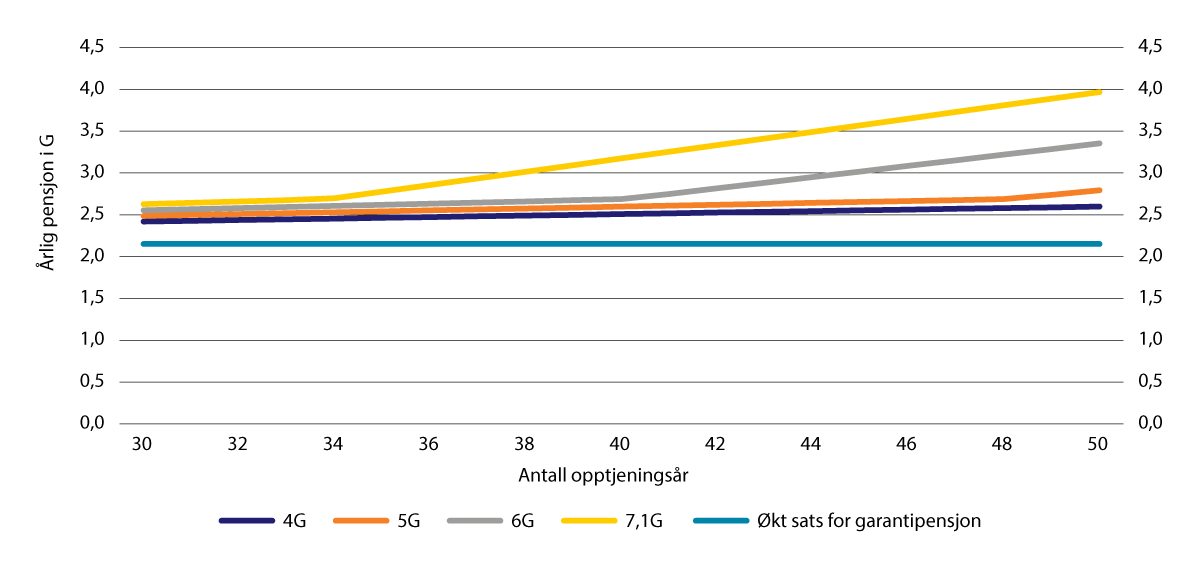 4,5 4,5
4,0 4,0
3,5 3,5
3,0 3,0
2,5 2,5
2,0 2,0
1,5 1,5
1,0 1,0
0,5 0,5
0,0 0,0
Årlig pensjon i G
30 32 34 36 38 40 42 44 46 48 50
Antall opptjeningsår
4G 5G 6G 7,1G Økt sats for garantipensjon